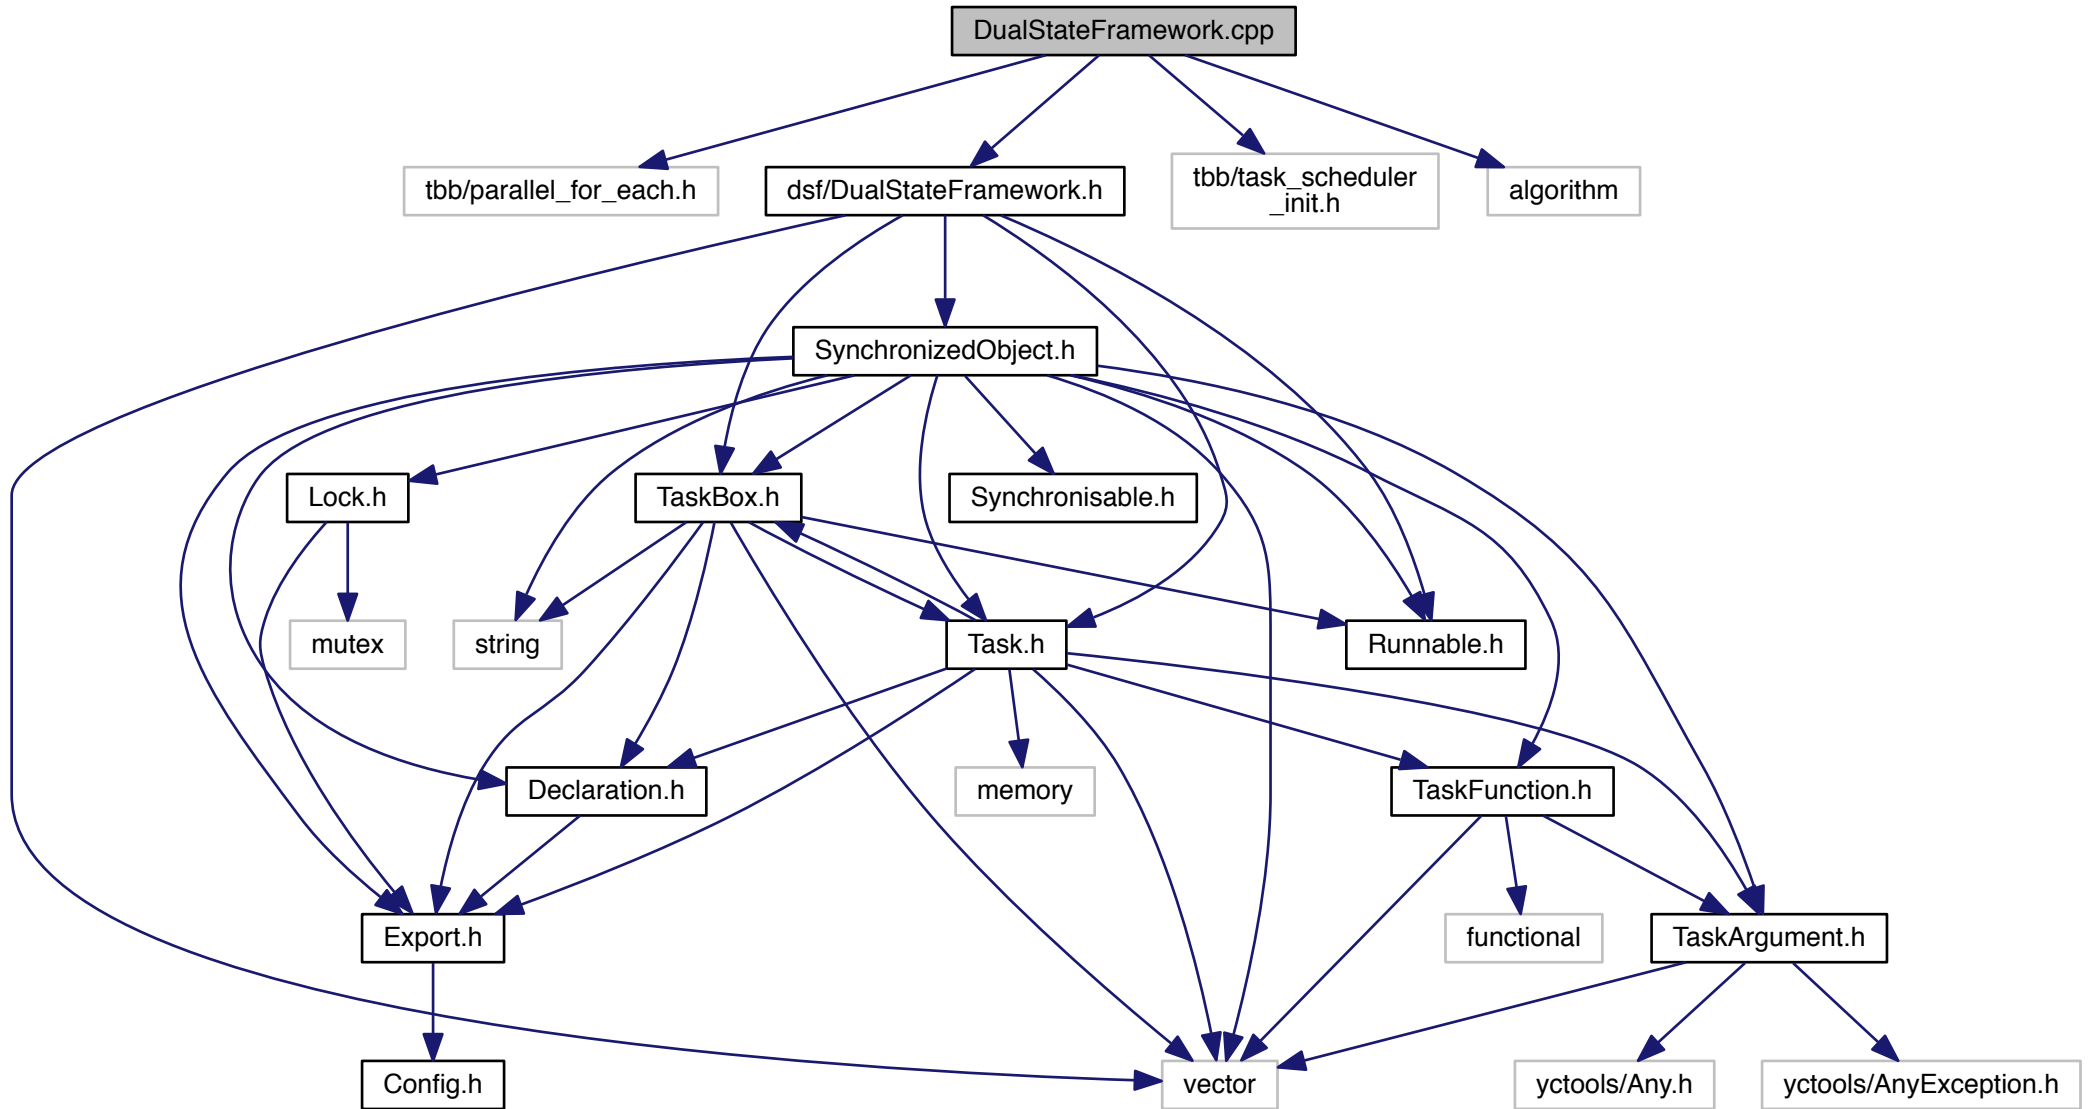 DualStateFramework.cpp
tbb/parallel_for_each.h
dsf/DualStateFramework.h
tbb/task_scheduler
_init.h
algorithm
SynchronizedObject.h
Lock.h
TaskBox.h
Synchronisable.h
mutex
string
Task.h
Runnable.h
Declaration.h
memory
TaskFunction.h
Export.h
functional
TaskArgument.h
Config.h
vector
yctools/Any.h
yctools/AnyException.h